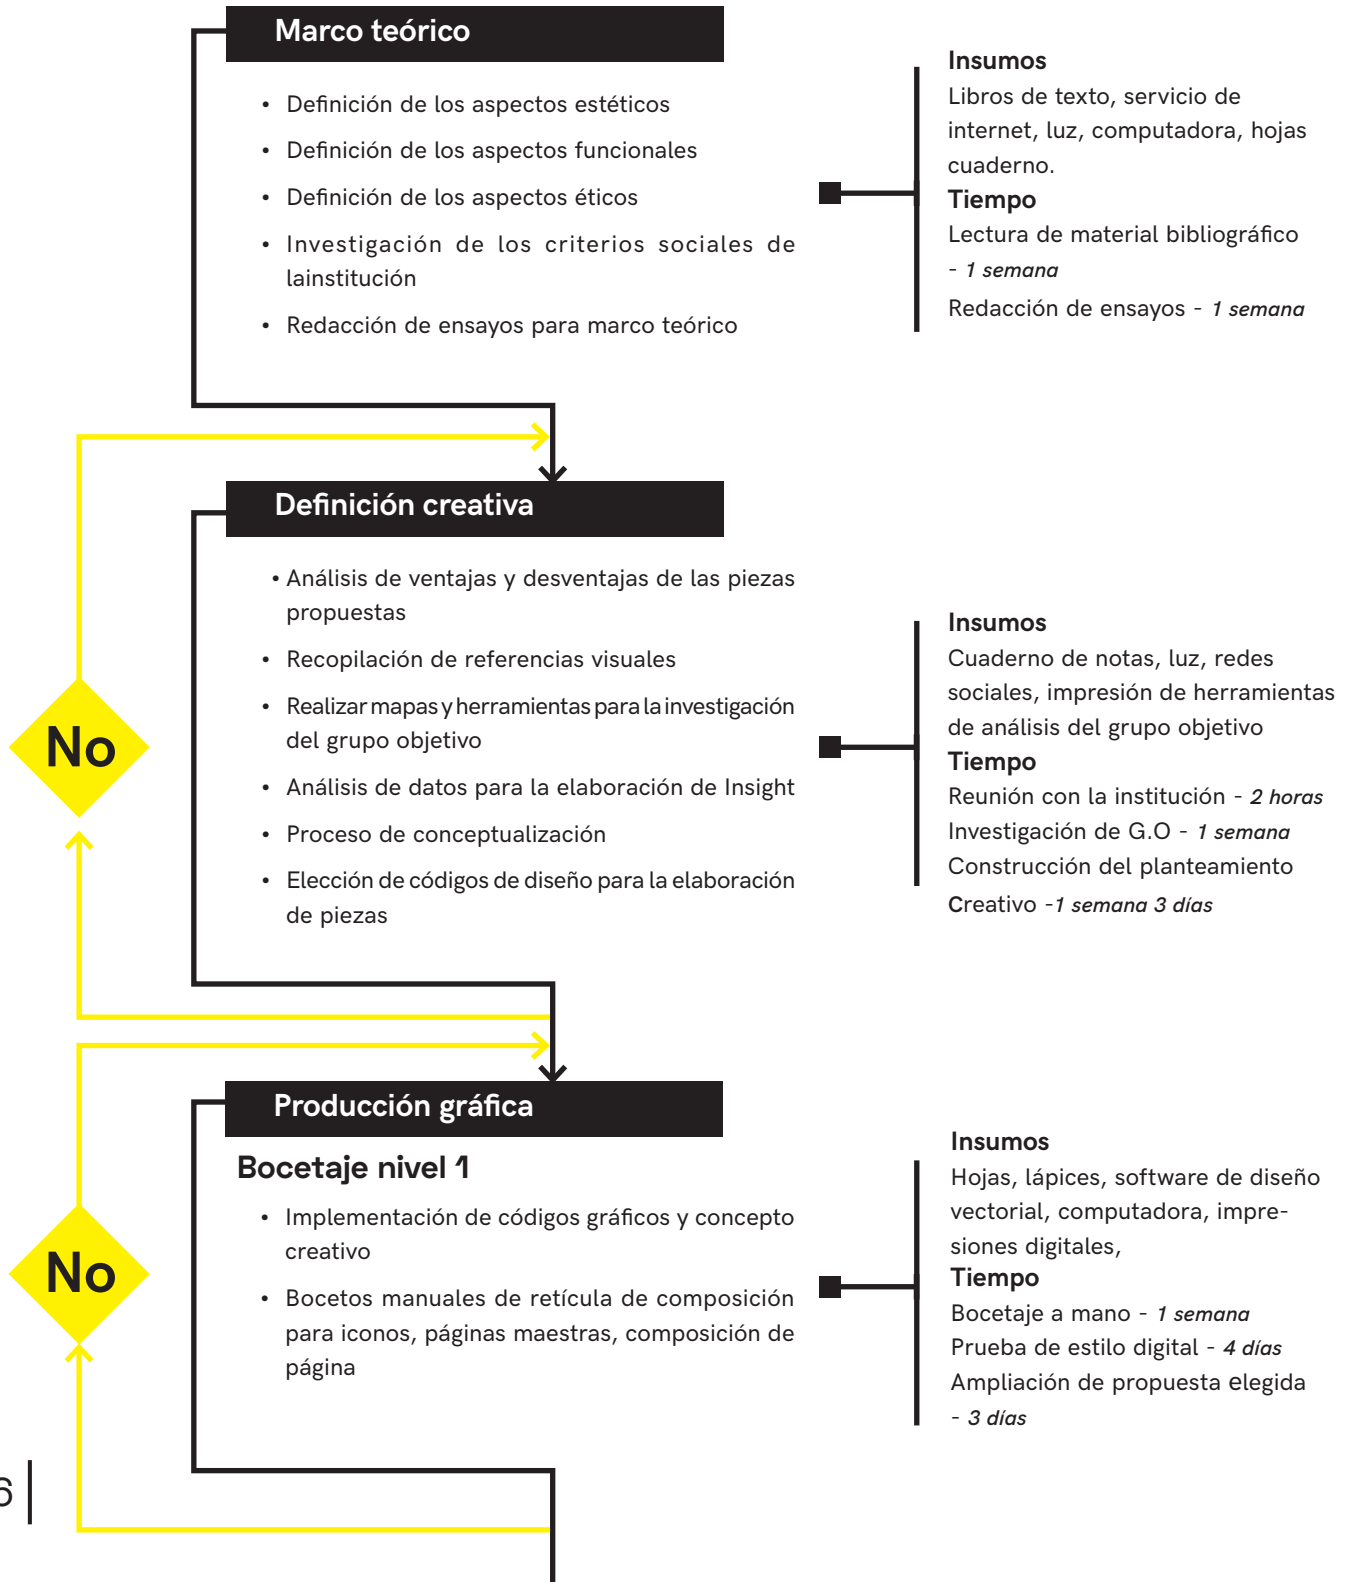 Marco teórico
• Definición de los aspectos estéticos
• Definición de los aspectos funcionales
• Definición de los aspectos éticos
• Investigación de los criterios sociales de
lainstitución
• Redacción de ensayos para marco teórico
Insumos
Libros de texto, servicio de
internet, luz, computadora, hojas
cuaderno.
Tiempo
Lectura de material bibliográfico
- 1 semana
Redacción de ensayos - 1 semana
Definición creativa
• Análisis de ventajas y desventajas de las piezas
propuestas
• Recopilación de referencias visuales
• Realizar mapas y herramientas para la investigación
del grupo objetivo
• Análisis de datos para la elaboración de Insight
• Proceso de conceptualización
• Elección de códigos de diseño para la elaboración
de piezas
No
Insumos
Cuaderno de notas, luz, redes
sociales, impresión de herramientas
de análisis del grupo objetivo
Tiempo
Reunión con la institución - 2 horas
Investigación de G.O - 1 semana
Construcción del planteamiento
Creativo -1 semana 3 días
Producción gráfica
Bocetaje nivel 1
• Implementación de códigos gráficos y concepto
creativo
• Bocetos manuales de retícula de composición
para iconos, páginas maestras, composición de
página
No
Insumos
Hojas, lápices, software de diseño
vectorial, computadora, impre-
siones digitales,
Tiempo
Bocetaje a mano - 1 semana
Prueba de estilo digital - 4 días
Ampliación de propuesta elegida
- 3 días
6